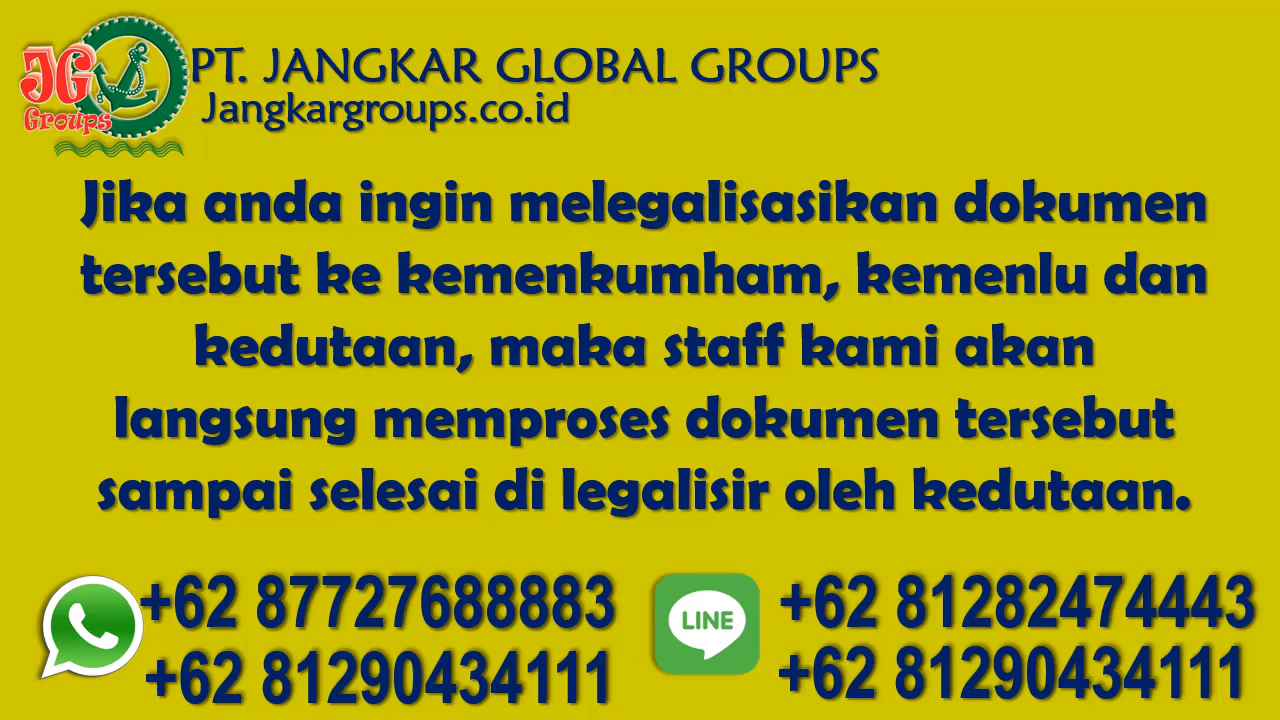 JG
Groups
PT. JANGKAR GLOBAL GROUPS
Jangkargroups.co.id
Jika anda ingin melegalisasikan dokumen
tersebut ke kemenkumham, kemenlu dan
kedutaan, maka staff kami akan
langsung memproses dokumen tersebut
sampai selesai di legalisir oleh kedutaan.
+62 87727688883
+62 81290434111
LINE
+62 81282474443
+62 81290434111